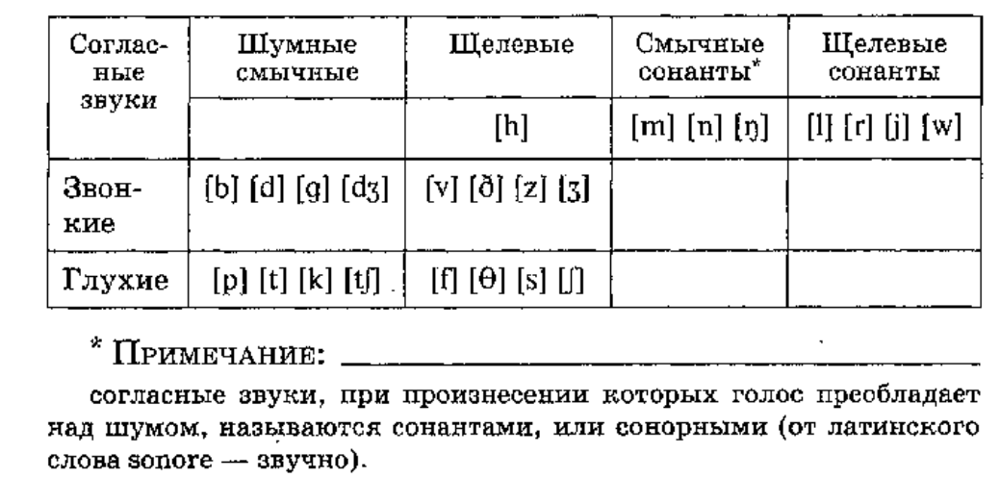 Соглас-
ные
звуки
Шумные
смычные
Щелевые
Смычные
сонанты*
Щелевые
сонанты
[h]
[m] [n] [ŋ]
[l] [r] [j] [w]
Звон-
кие
[b] [d] [g] [dʒ]
[v] [ð] [z] [ʒ]
Глухие
[p] [t] [k] [tʃ]
[f] [θ] [s] [ʃ]
* Примечание:
согласные звуки, при произнесении которых голос преобладает
над шумом, называются сонантами, или сонорными (от латинского
слова sonore — звучно).